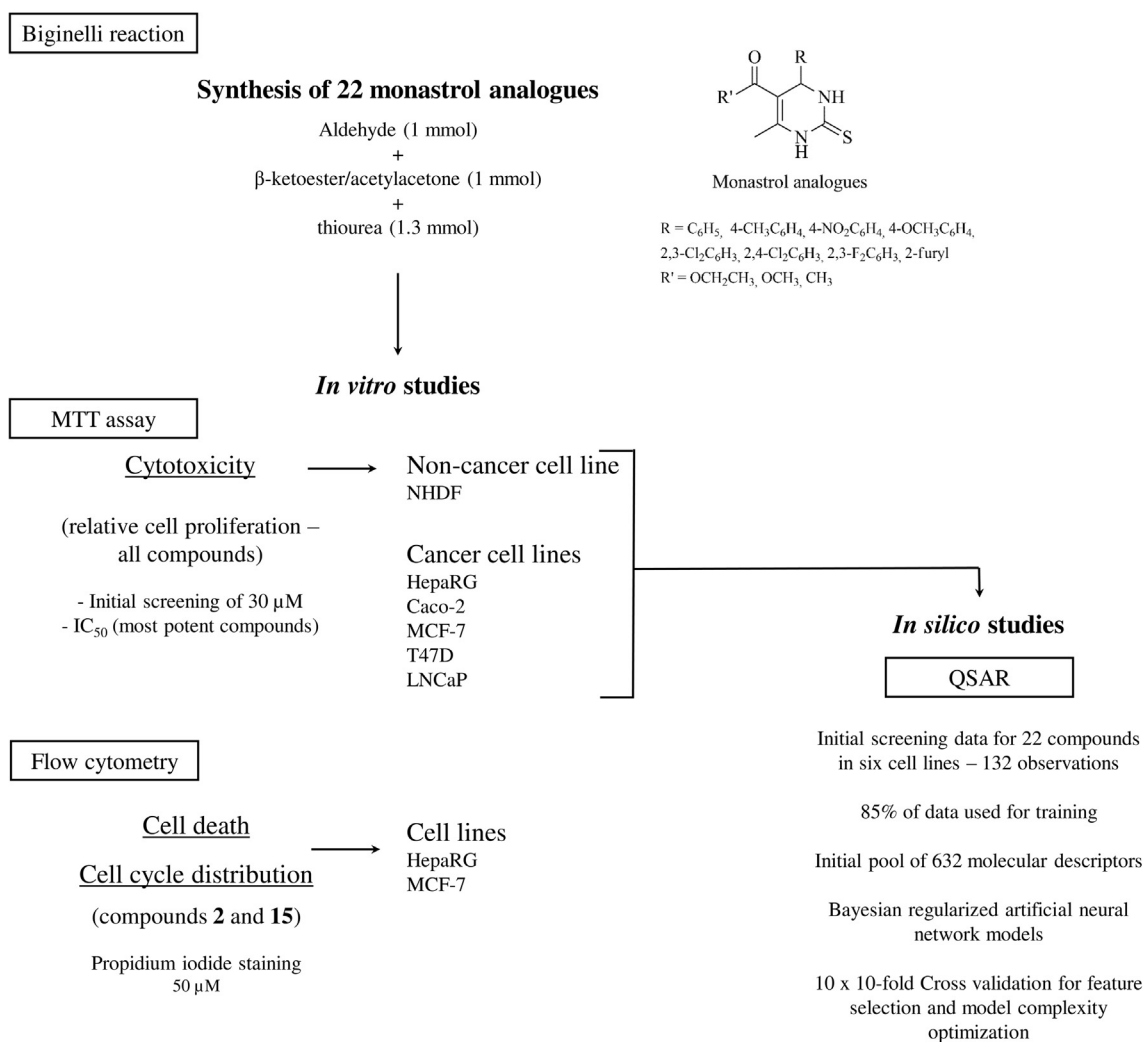 Biginelli reaction
Synthesis of 22 monastrol analogues
Aldehyde (1 mmol)
+
β-ketoester/acetylacetone (1 mmol)
+
thiourea (1.3 mmol)
O
R
R'
NH
N
H
S
Monastrol analogues
R = C₆H₅, 4-CH₃C₆H₄, 4-NO₂C₆H₄, 4-OCH₃C₆H₄,
2,3-Cl₂C₆H₃, 2,4-Cl₂C₆H₃, 2,3-F₂C₆H₃, 2-furyl
R' = OCH₂CH₃, OCH₃, CH₃
In vitro studies
MTT assay
Cytotoxicity
(relative cell proliferation –
all compounds)
- Initial screening of 30 µM
- IC₅₀ (most potent compounds)
Non-cancer cell line
NHDF
Cancer cell lines
HepaRG
Caco-2
MCF-7
T47D
LNCaP
Flow cytometry
Cell death
Cell cycle distribution
(compounds 2 and 15)
Propidium iodide staining
50 µM
Cell lines
HepaRG
MCF-7
In silico studies
QSAR
Initial screening data for 22 compounds
in six cell lines – 132 observations
85% of data used for training
Initial pool of 632 molecular descriptors
Bayesian regularized artificial neural
network models
10 x 10-fold Cross validation for feature
selection and model complexity
optimization